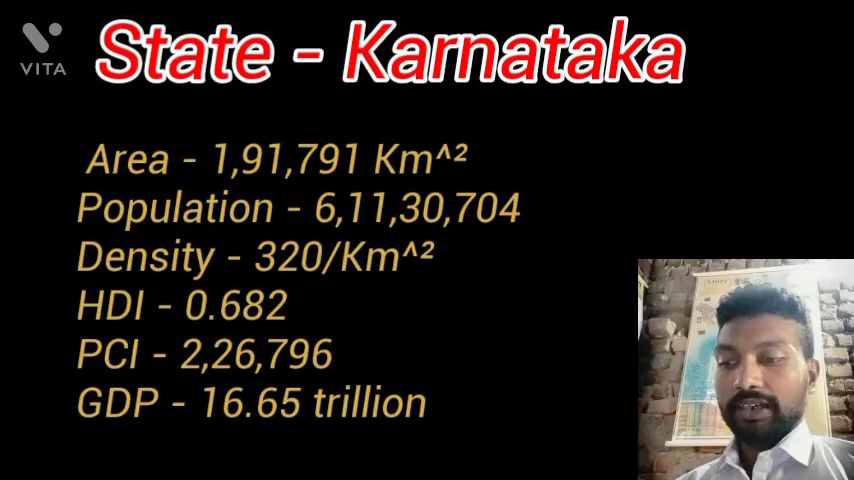 VITA
State - Karnataka
Area - 1,91,791 Km^²
Population - 6,11,30,704
Density - 320/Km^²
HDI - 0.682
PCI - 2,26,796
GDP - 16.65 trillion